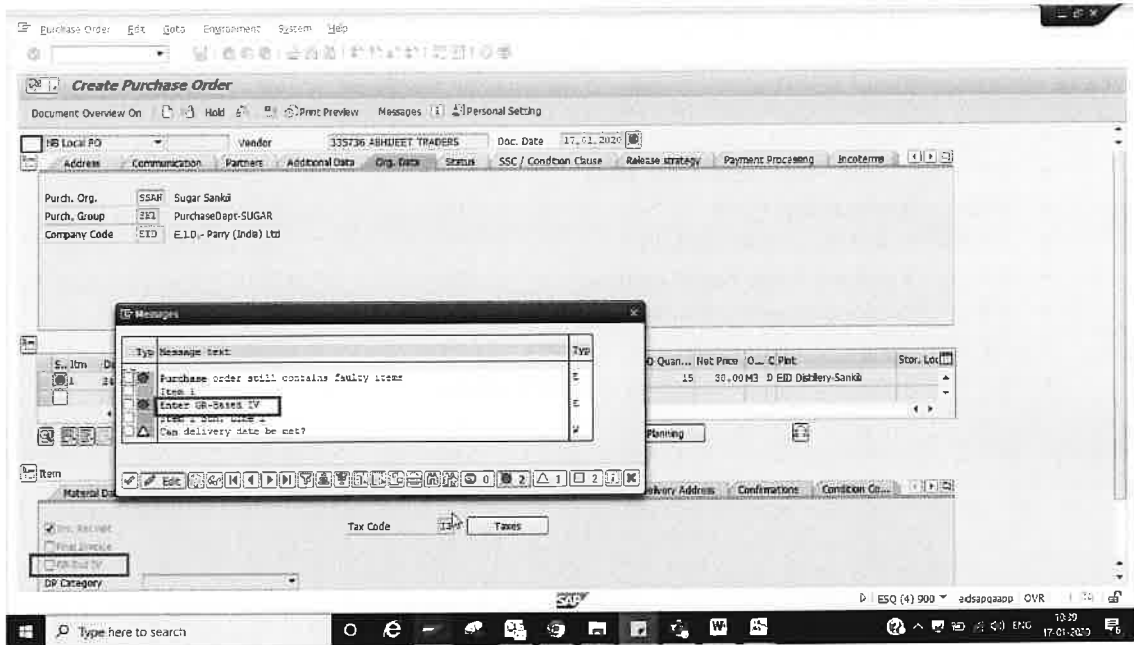 Purchase Order Edit Goto Environment System Help
Create Purchase Order
Document Overview On Hold Print Preview Messages Personal Setting
NB Local PO Vendor 335736 ABHIJEET TRADERS Doc. Date 17.01.2020
Address Communication Partners Additional Data Org. Data Status SSC / Condition Clause Release strategy Payment Processing Incoterms
Purch. Org. Sugar Sankili
Purch. Group PurchaseDept-SUGAR
Company Code EID E.I.D.- Parry (India) Ltd
Messages
Typ Message text Typ
Purchase order still contains faulty items E
Item 1
Enter GR-Based IV E
Can delivery date be met? W
S.. Itm Quan... Net Price O... C Plnt Stor. Loc
1 15 30.00 M3 D EID Distillery-Sankili
Planning
Edit 0 2 1 2
Item
Material Da Delivery Address Confirmations Condition Co...
Inv. Receipt Tax Code Taxes
Final Invoice
GR-Bsd IV
DP Category
SAP ESQ (4) 900 OVR
Type here to search ENG 10:39
17-01-2020